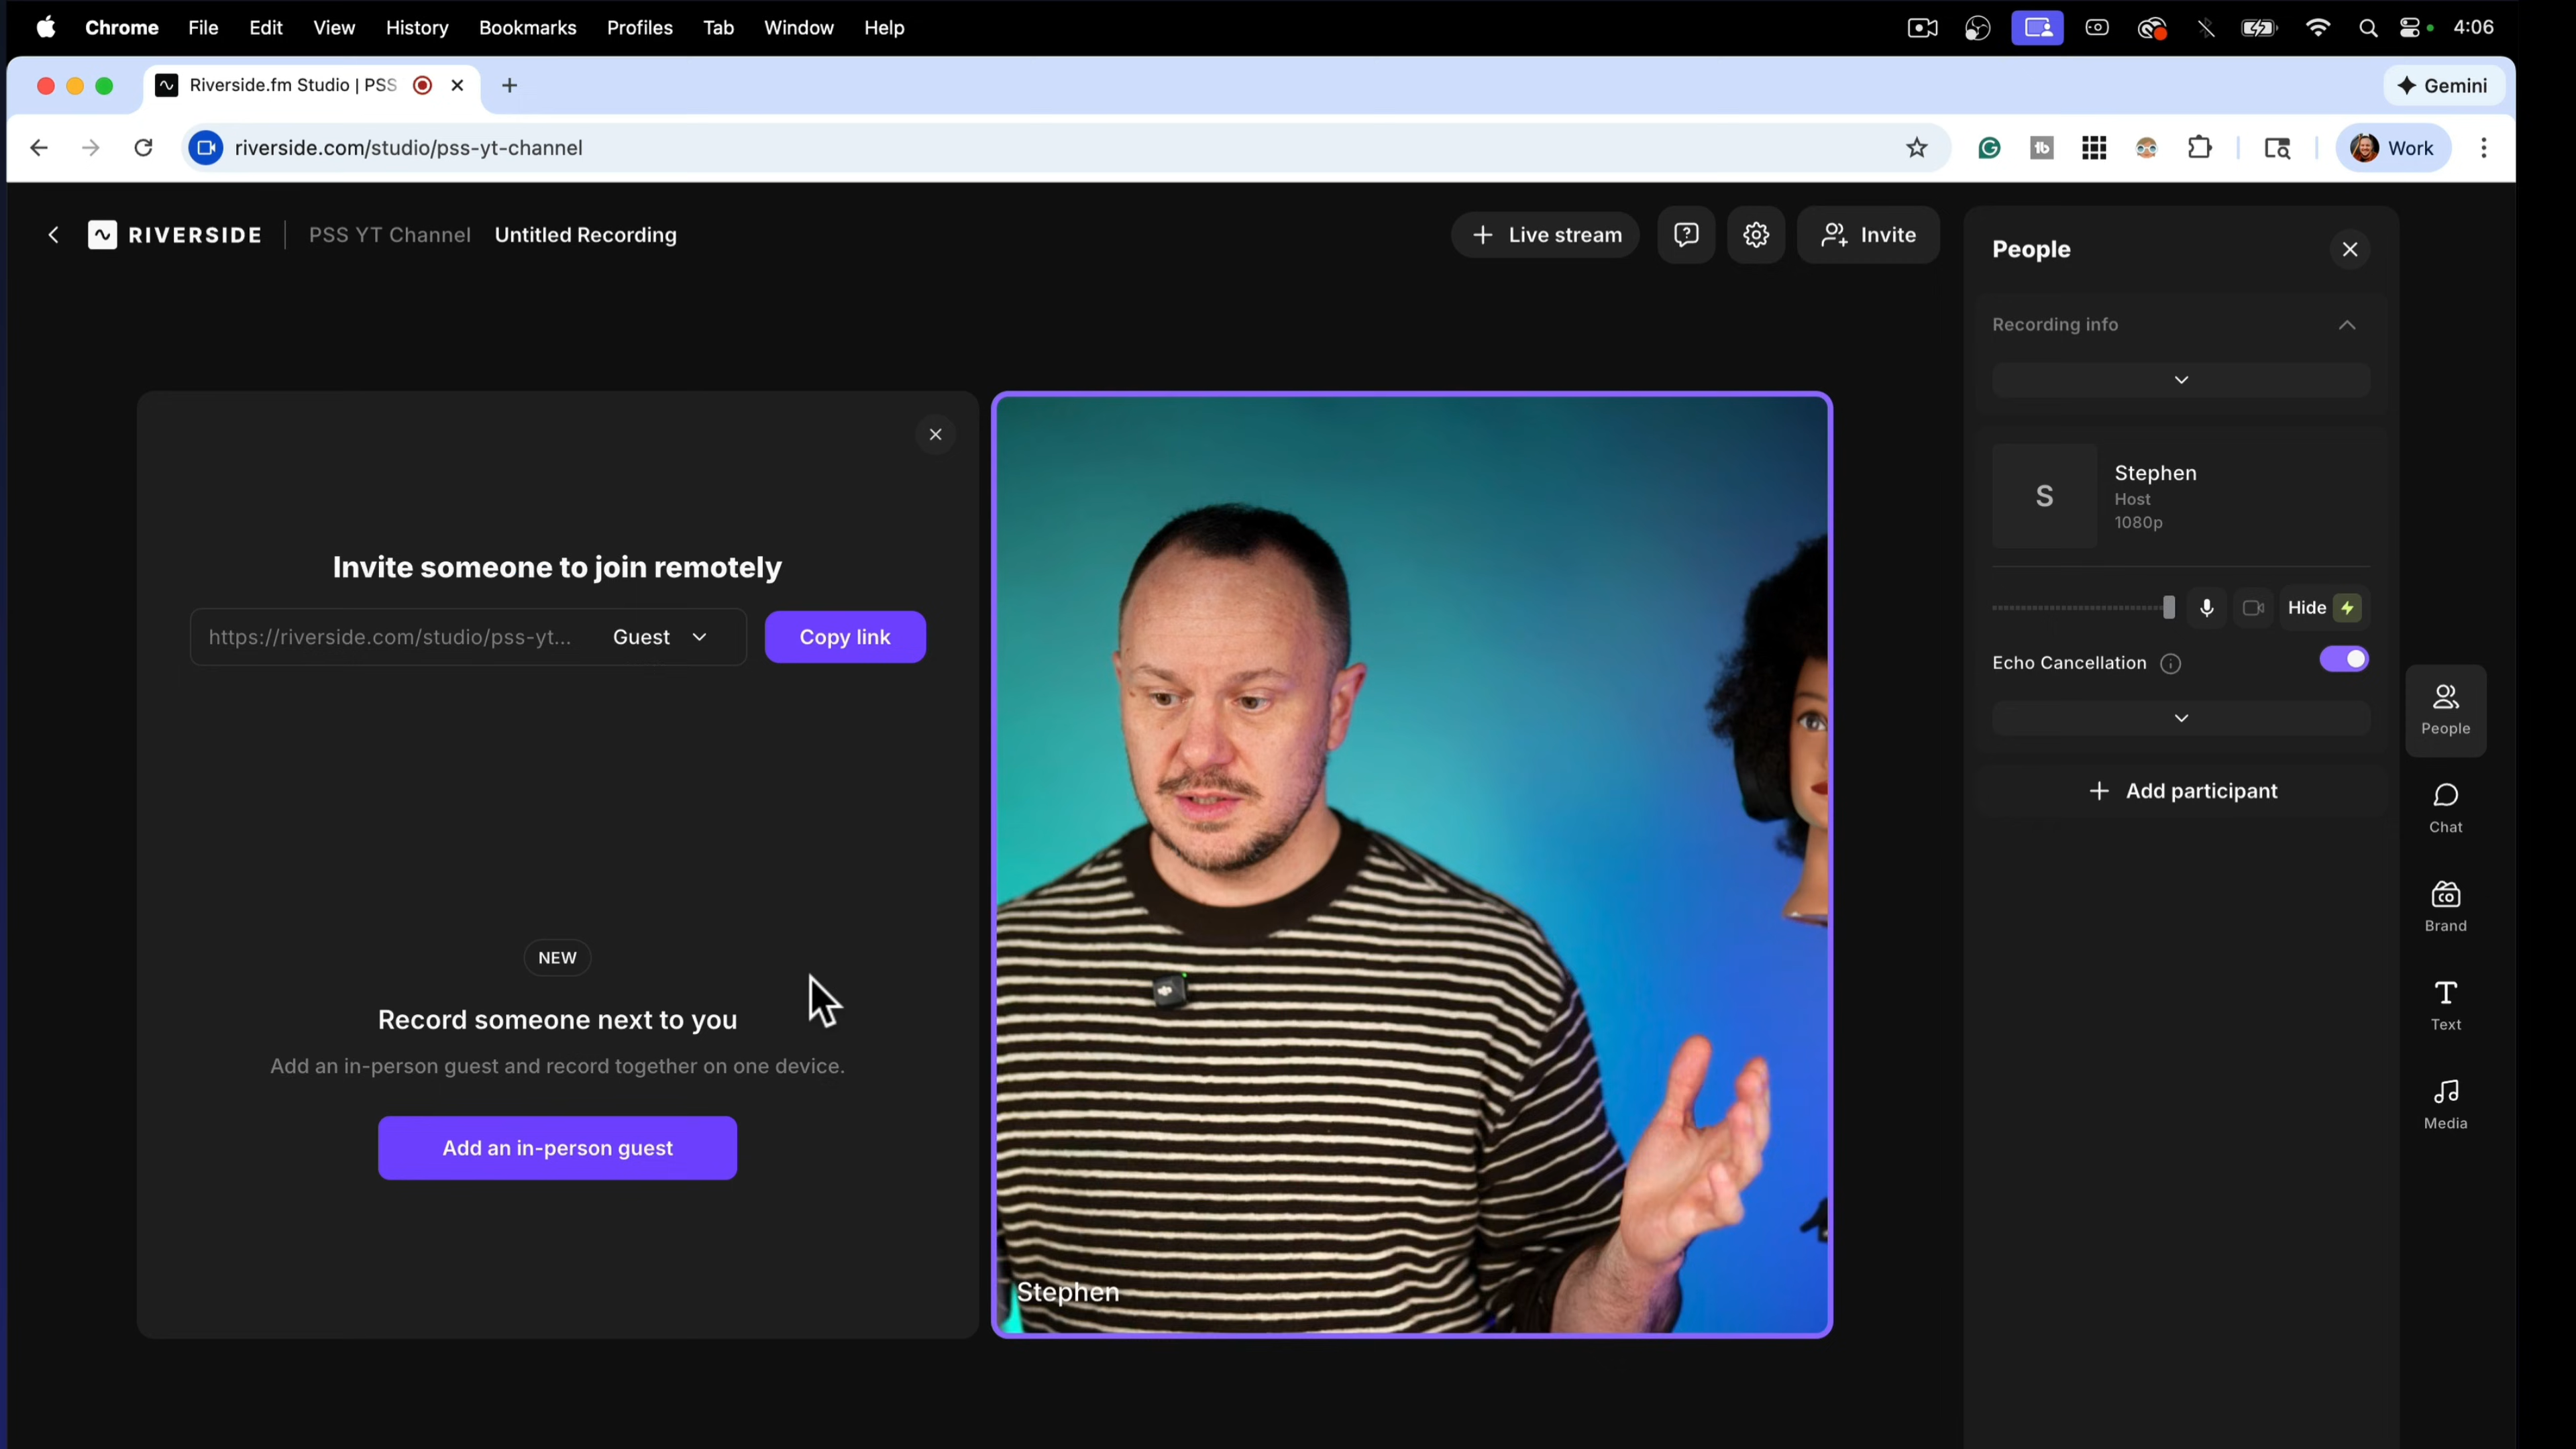 Chrome File Edit View History Bookmarks Profiles Tab Window Help 4:06
Riverside.fm Studio | PSS
Gemini
riverside.com/studio/pss-yt-channel
Work
RIVERSIDE PSS YT Channel Untitled Recording
Live stream
Invite
People
Recording info
Invite someone to join remotely
https://riverside.com/studio/pss-yt... Guest
Copy link
NEW
Record someone next to you
Add an in-person guest and record together on one device.
Add an in-person guest
Stephen
S
Stephen
Host
1080p
Hide
Echo Cancellation
Add participant
People
Chat
Brand
Text
Media